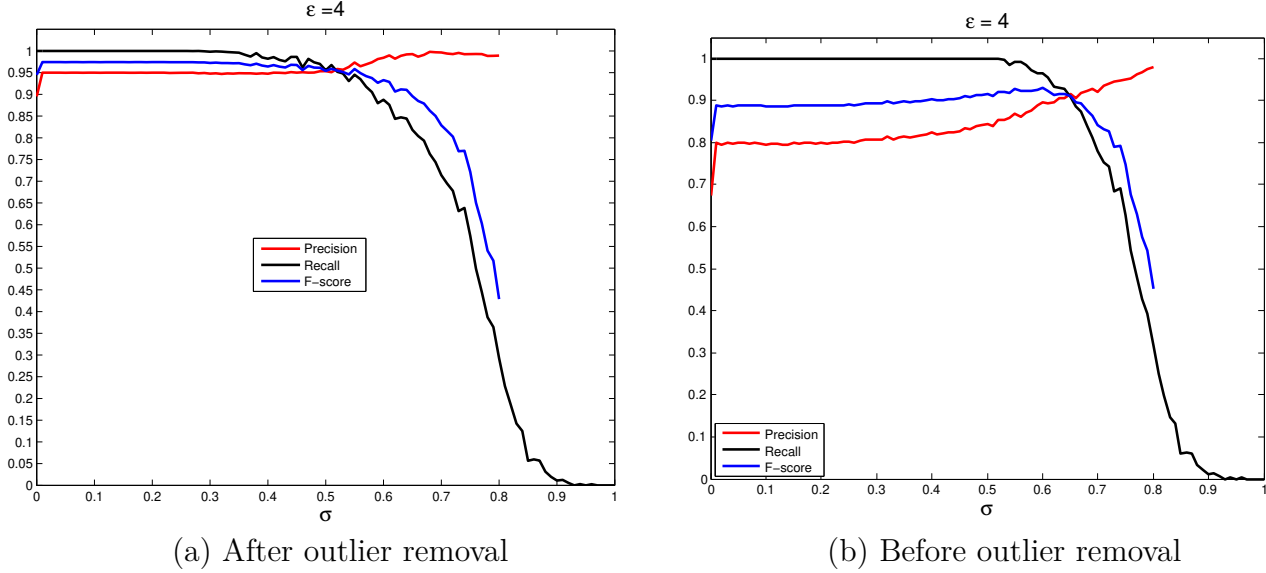 ε =4
1
0.95
0.9
0.85
0.8
0.75
0.7
0.65
0.6
0.55
0.5
0.45
0.4
0.35
0.3
0.25
0.2
0.15
0.1
0.05
0
Precision
Recall
F−score
0 0.1 0.2 0.3 0.4 0.5 0.6 0.7 0.8 0.9 1
σ
(a) After outlier removal
ε = 4
1
0.9
0.8
0.7
0.6
0.5
0.4
0.3
0.2
0.1
0
Precision
Recall
F−score
0 0.1 0.2 0.3 0.4 0.5 0.6 0.7 0.8 0.9 1
σ
(b) Before outlier removal